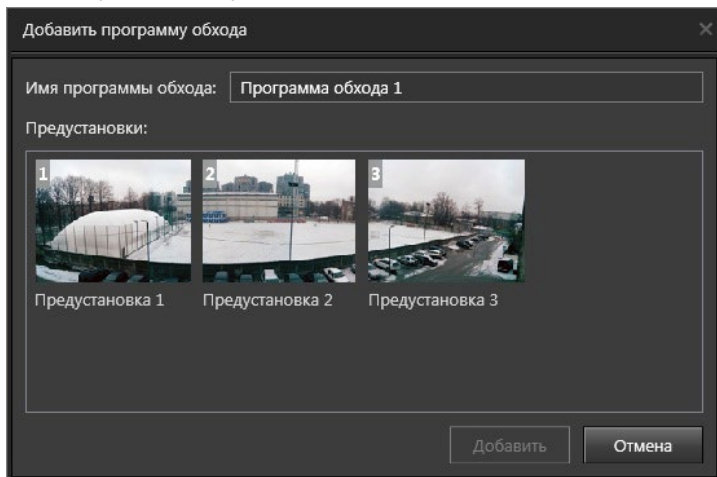 Добавить программу обхода
Имя программы обхода: Программа обхода 1
Предустановки:
1 2 3
Предустановка 1 Предустановка 2 Предустановка 3
Добавить Отмена